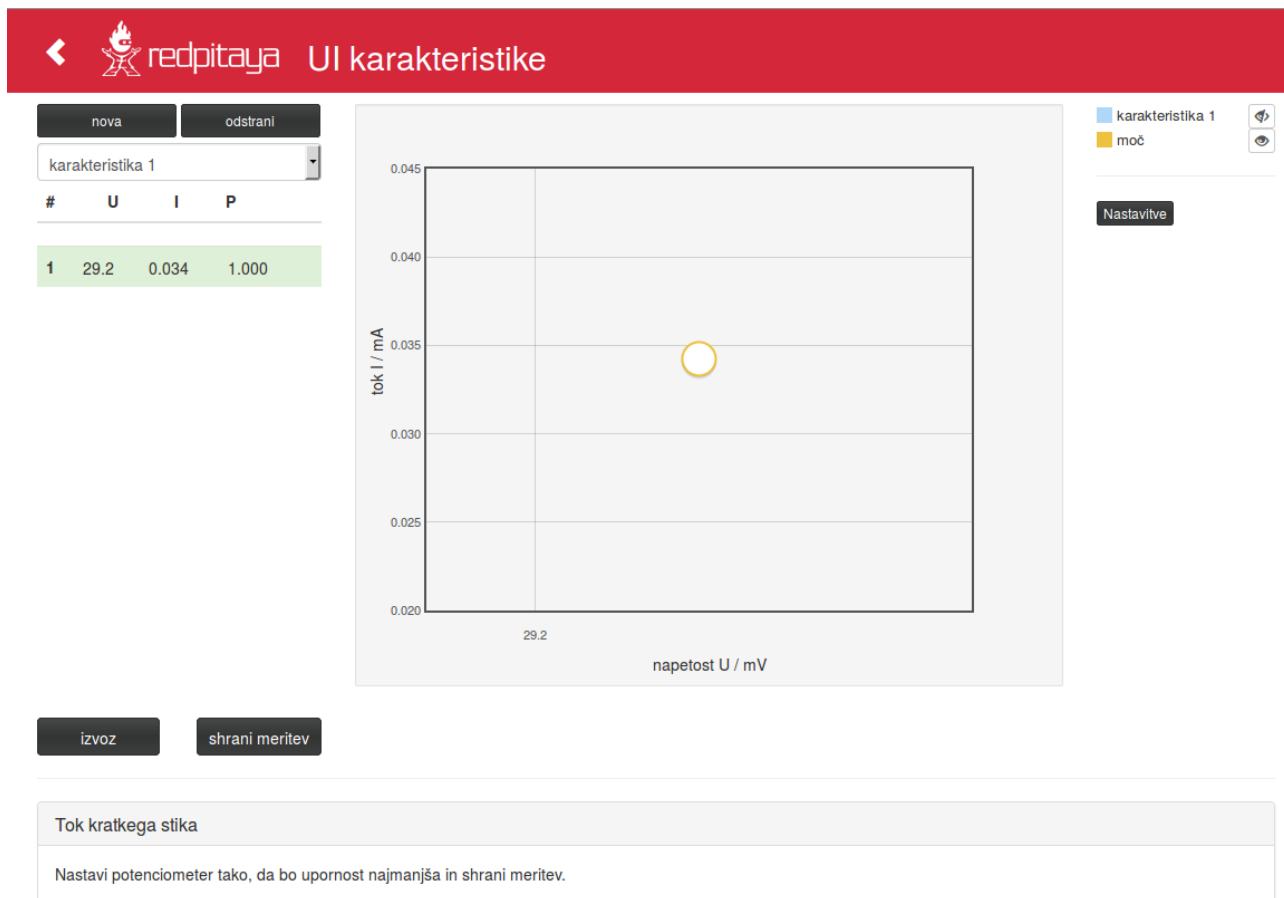 redpitaya UI karakteristike
nova odstrani
karakteristika 1
# U I P
1 29.2 0.034 1.000
0.045
0.040
0.035
0.030
0.025
0.020
tok I / mA
29.2
napetost U / mV
karakteristika 1
moč
Nastavitve
izvoz shrani meritev
Tok kratkega stika
Nastavi potenciometer tako, da bo upornost najmanjša in shrani meritev.